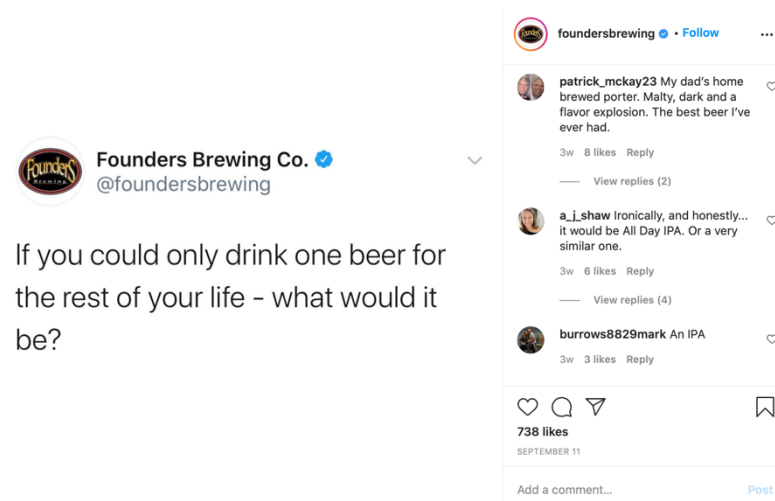 Founders
Brewing
Founders Brewing Co.
@foundersbrewing
If you could only drink one beer for
the rest of your life - what would it
be?
foundersbrewing • Follow
patrick_mckay23 My dad's home
brewed porter. Malty, dark and a
flavor explosion. The best beer I've
ever had.
3w 8 likes Reply
View replies (2)
a_j_shaw Ironically, and honestly...
it would be All Day IPA. Or a very
similar one.
3w 6 likes Reply
View replies (4)
burrows8829mark An IPA
3w 3 likes Reply
738 likes
SEPTEMBER 11
Add a comment...
Post